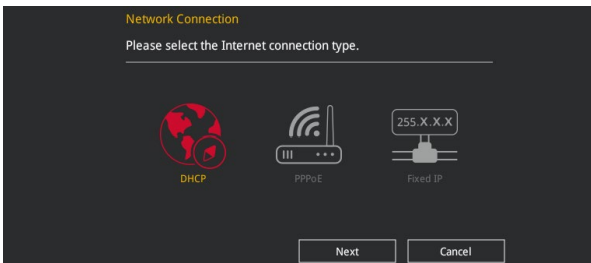 Network Connection
Please select the Internet connection type.
255.X.X.X
DHCP
PPPoE
Fixed IP
Next
Cancel